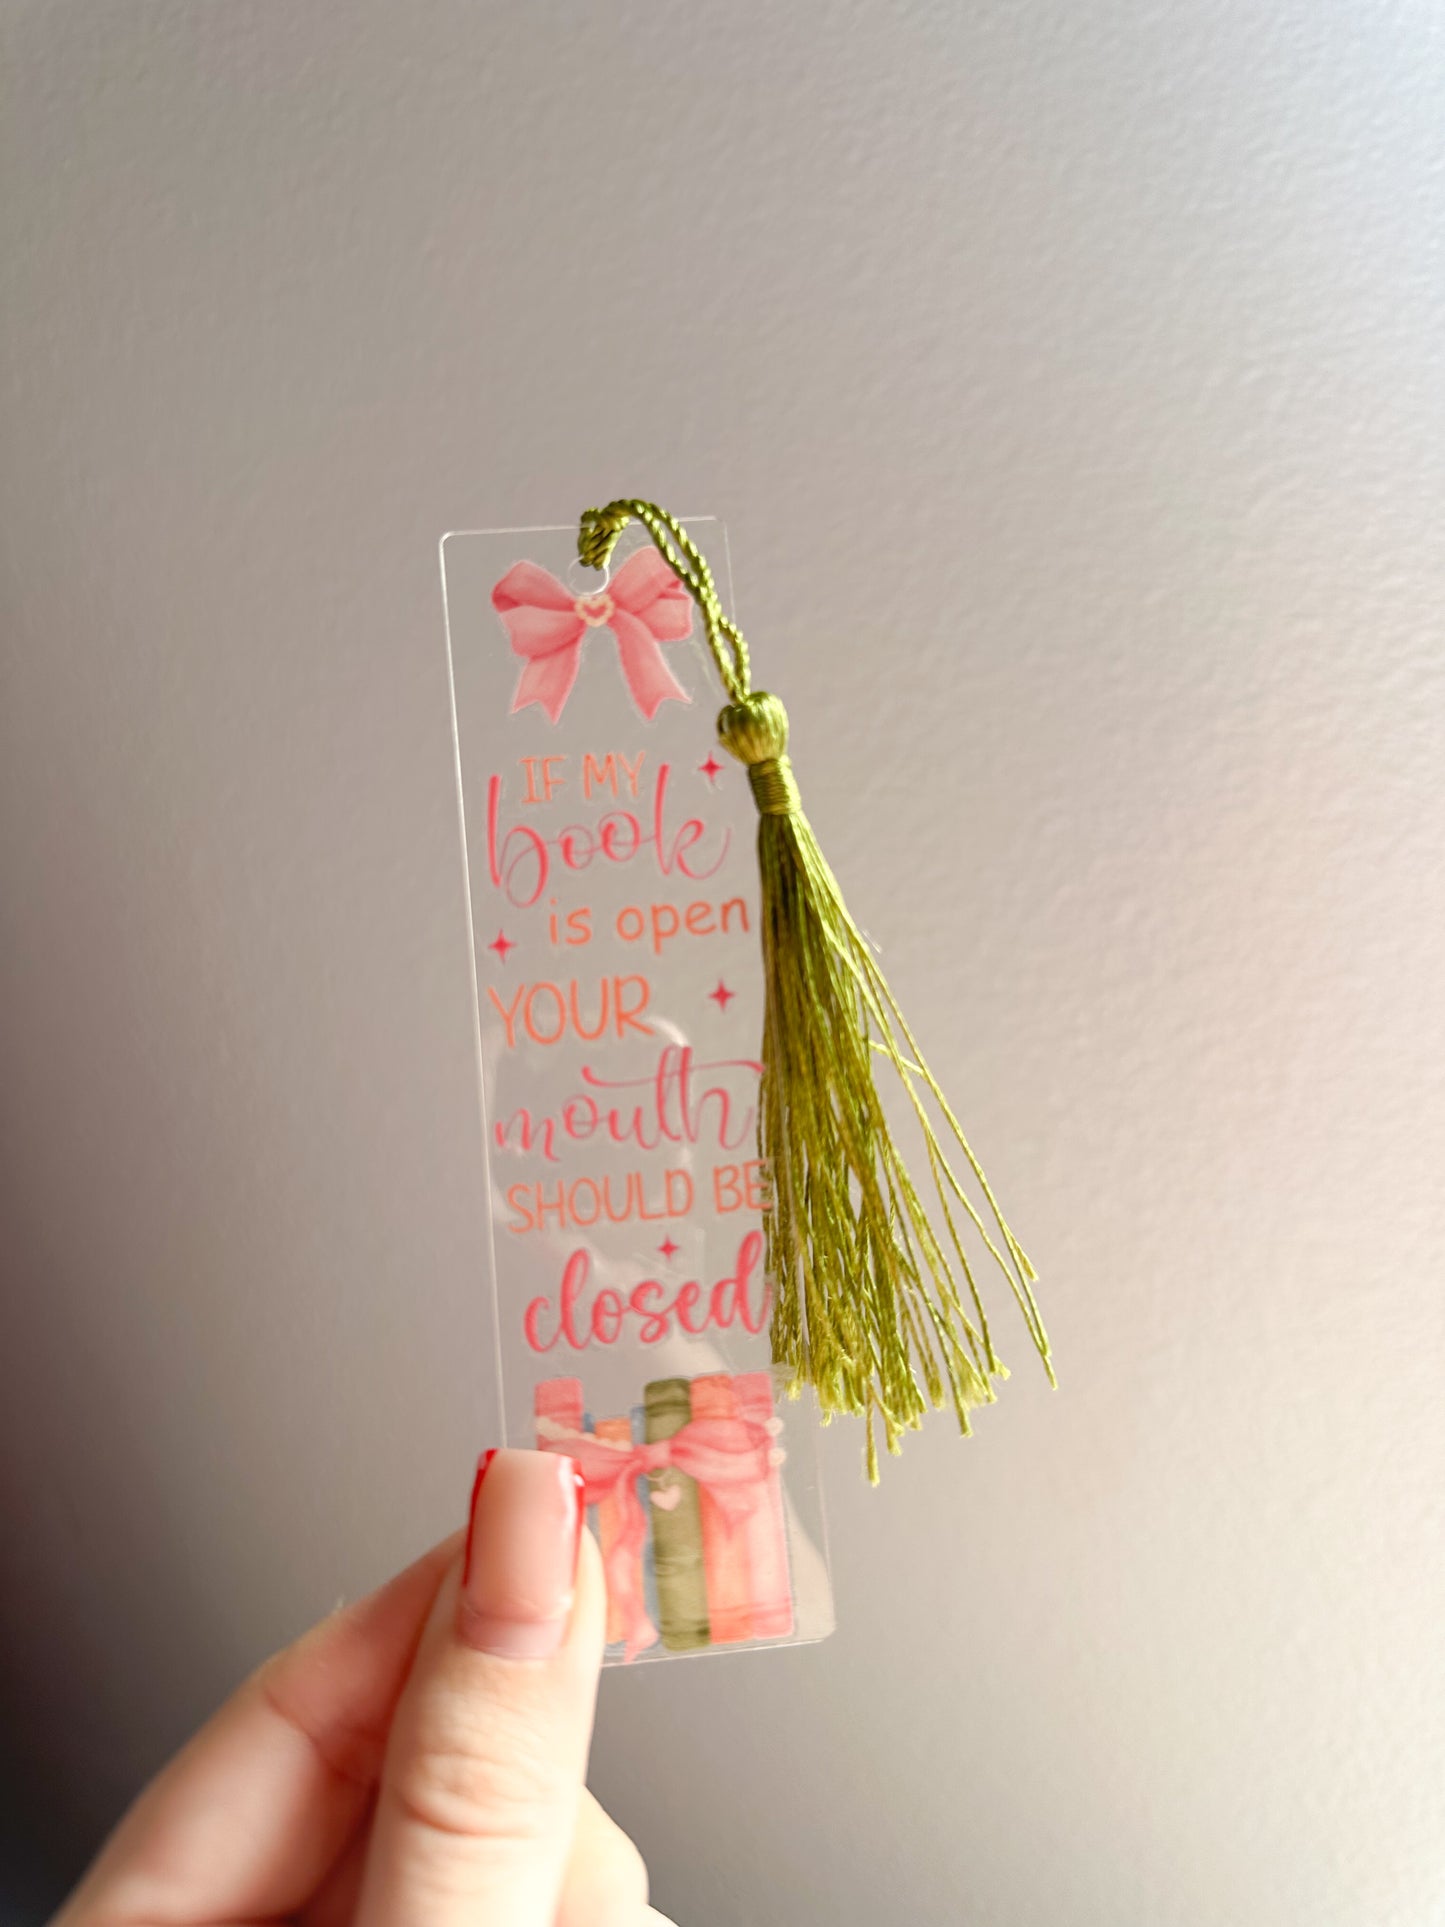 IF MY
book
is open
YOUR
mouth
SHOULD BE
closed